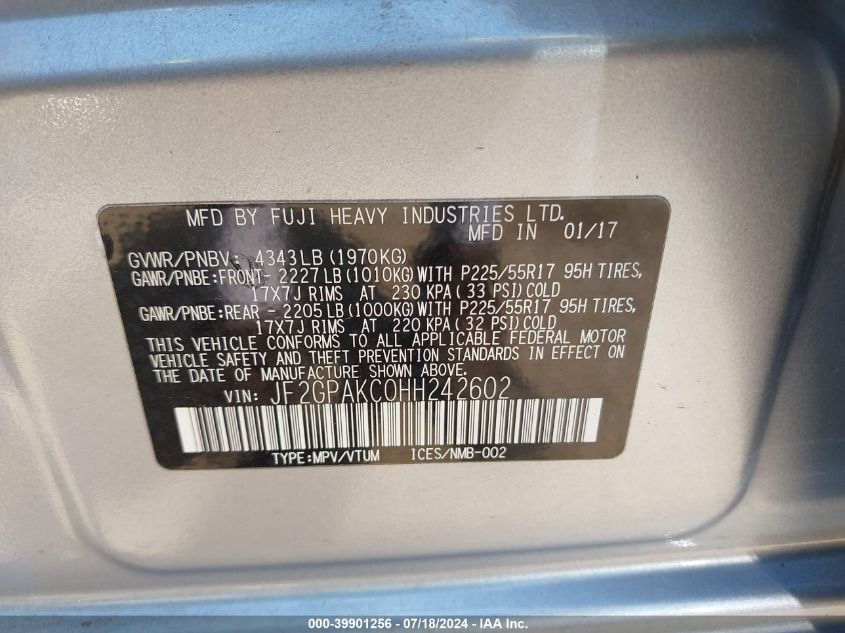 MFD BY FUJI HEAVY INDUSTRIES LTD.
MFD IN 01/17
GVWR/PNBV: 4343LB (1970KG)
GAWR/PNBE:FRONT- 2227LB(1010KG)WITH P225/55R17 95H TIRES,
17X7J RIMS AT 230 KPA(33 PSI)COLD
GAWR/PNBE:REAR - 2205LB(1000KG)WITH P225/55R17 95H TIRES,
17X7J RIMS AT 220 KPA(32 PSI)COLD
THIS VEHICLE CONFORMS TO ALL APPLICABLE FEDERAL MOTOR
VEHICLE SAFETY AND THEFT PREVENTION STANDARDS IN EFFECT ON
THE DATE OF MANUFACTURE SHOWN ABOVE.
VIN: JF2GPAKC0HH242602
TYPE:MPV/VTUM ICES/NMB-002
000-39901256 - 07/18/2024 - IAA Inc.